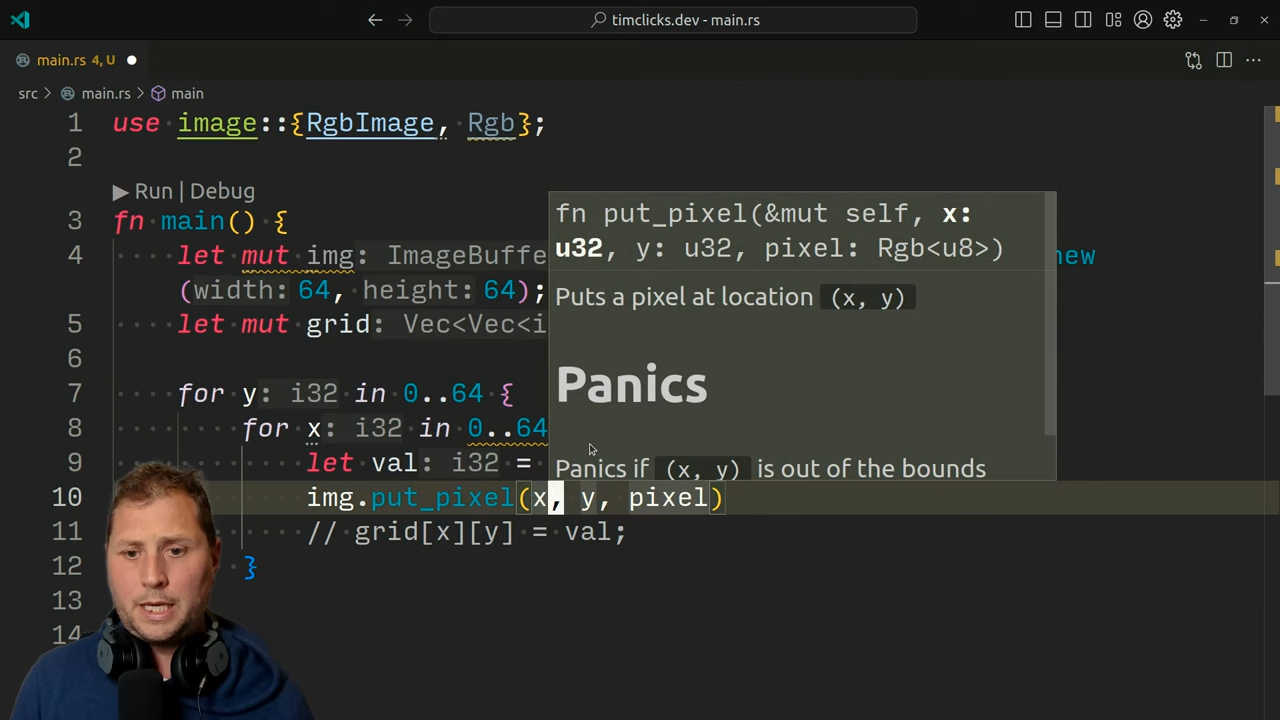 timclicks.dev - main.rs
main.rs 4, U
src > main.rs > main
1 use image::{RgbImage, Rgb};
2
Run | Debug
3 fn main() {
4 let mut img: ImageBuffe new
(width: 64, height: 64);
5 let mut grid: Vec<Vec<i
6
7 for y: i32 in 0..64 {
8 for x: i32 in 0..64
9 let val: i32 =
10 img.put_pixel(x, y, pixel)
11 // grid[x][y] = val;
12 }
13
14
fn put_pixel(&mut self, x:
u32, y: u32, pixel: Rgb<u8>)
Puts a pixel at location (x, y)
Panics
Panics if (x, y) is out of the bounds